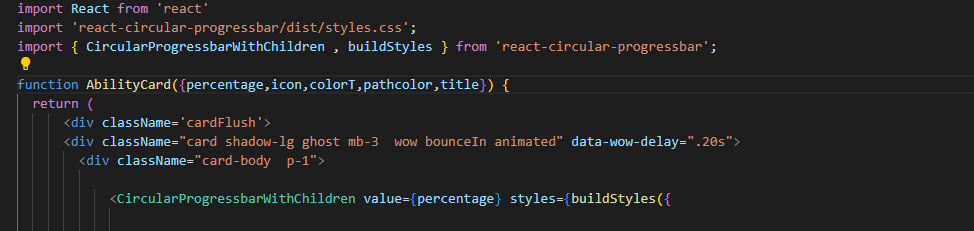 import React from 'react'
import 'react-circular-progressbar/dist/styles.css';
import { CircularProgressbarWithChildren , buildStyles } from 'react-circular-progressbar';
function AbilityCard({percentage,icon,colorT,pathcolor,title}) {
return (
<div className='cardFlush'>
<div className="card shadow-lg ghost mb-3  wow bounceIn animated" data-wow-delay=".20s">
<div className="card-body  p-1">
<CircularProgressbarWithChildren value={percentage} styles={buildStyles({